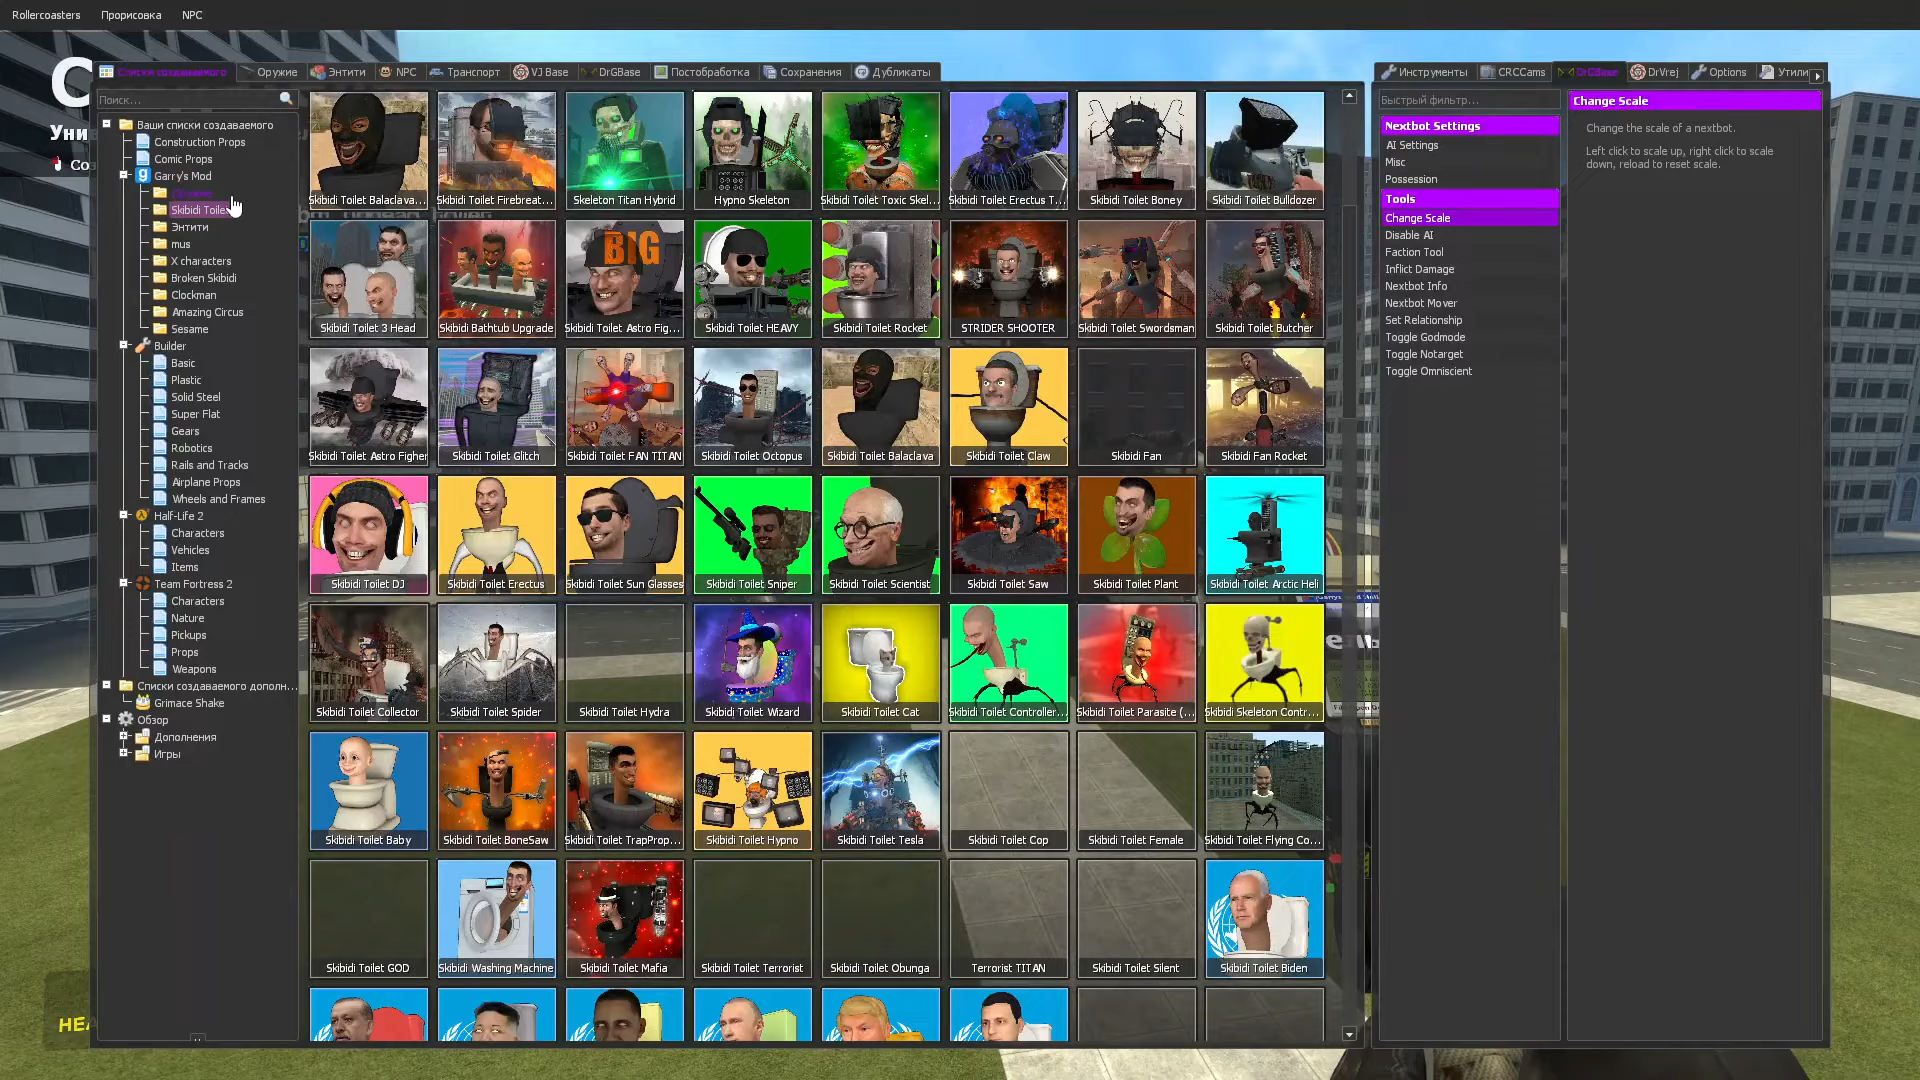 Rollercoasters
Прорисовка
NPC
С
Уни
Со
Списки создаваемого
Оружие
Энтити
NPC
Транспорт
VJ Base
DrGBase
Постобработка
Сохранения
Дубликаты
Поиск...
Ваши списки создаваемого
Construction Props
Comic Props
Garry's Mod
Skibidi Toile
Энтити
mus
X characters
Broken Skibidi
Clockman
Amazing Circus
Sesame
Builder
Basic
Plastic
Solid Steel
Super Flat
Gears
Robotics
Rails and Tracks
Airplane Props
Wheels and Frames
Half-Life 2
Characters
Vehicles
Items
Team Fortress 2
Characters
Nature
Pickups
Props
Weapons
Списки создаваемого дополн...
Grimace Shake
Обзор
Дополнения
Игры
Skibidi Toilet Balaclava...
Skibidi Toilet Firebreat...
Skeleton Titan Hybrid
Hypno Skeleton
Skibidi Toilet Toxic Skel...
Skibidi Toilet Erectus T...
Skibidi Toilet Boney
Skibidi Toilet Bulldozer
Skibidi Toilet 3 Head
Skibidi Bathtub Upgrade
BIG
Skibidi Toilet Astro Fig...
Skibidi Toilet HEAVY
Skibidi Toilet Rocket
STRIDER SHOOTER
Skibidi Toilet Swordsman
Skibidi Toilet Butcher
Skibidi Toilet Astro Figher
Skibidi Toilet Glitch
Skibidi Toilet FAN TITAN
Skibidi Toilet Octopus
Skibidi Toilet Balaclava
Skibidi Toilet Claw
Skibidi Fan
Skibidi Fan Rocket
Skibidi Toilet DJ
Skibidi Toilet Erectus
Skibidi Toilet Sun Glasses
Skibidi Toilet Sniper
Skibidi Toilet Scientist
Skibidi Toilet Saw
Skibidi Toilet Plant
Skibidi Toilet Arctic Heli
Skibidi Toilet Collector
Skibidi Toilet Spider
Skibidi Toilet Hydra
Skibidi Toilet Wizard
Skibidi Toilet Cat
Skibidi Toilet Controller...
Skibidi Toilet Parasite (...
Skibidi Skeleton Contr...
Skibidi Toilet Baby
Skibidi Toilet BoneSaw
Skibidi Toilet TrapProp...
Skibidi Toilet Hypno
Skibidi Toilet Tesla
Skibidi Toilet Cop
Skibidi Toilet Female
Skibidi Toilet Flying Co...
Skibidi Toilet GOD
Skibidi Washing Machine
Skibidi Toilet Mafia
Skibidi Toilet Terrorist
Skibidi Toilet Obunga
Terrorist TITAN
Skibidi Toilet Silent
Skibidi Toilet Biden
HEA
Инструменты
CRCCams
DrGBase
DrVrej
Options
Утили
Быстрый фильтр...
Nextbot Settings
AI Settings
Misc
Possession
Tools
Change Scale
Disable AI
Faction Tool
Inflict Damage
Nextbot Info
Nextbot Mover
Set Relationship
Toggle Godmode
Toggle Notarget
Toggle Omniscient
Change Scale
Change the scale of a nextbot.
Left click to scale up, right click to scale
down, reload to reset scale.